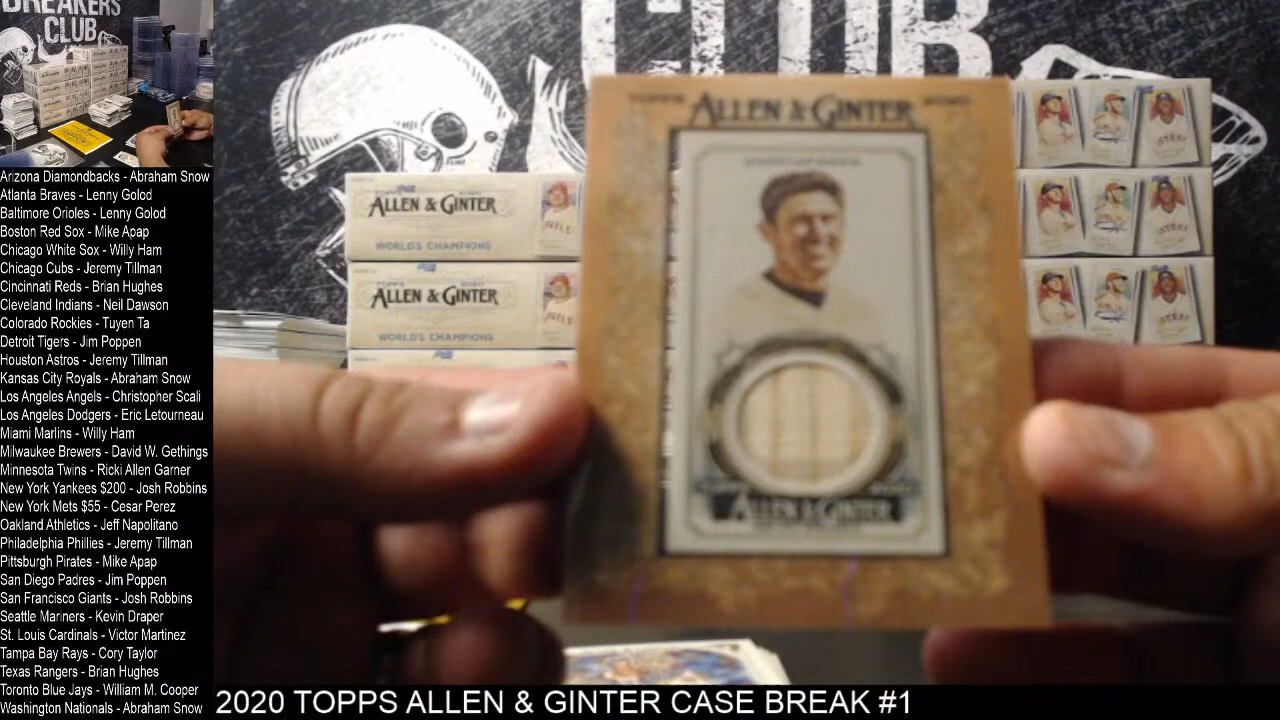 BREAKERS
CLUB
CLUB
Arizona Diamondbacks - Abraham Snow
Atlanta Braves - Lenny Golod
Baltimore Orioles - Lenny Golod
Boston Red Sox - Mike Apap
Chicago White Sox - Willy Ham
Chicago Cubs - Jeremy Tillman
Cincinnati Reds - Brian Hughes
Cleveland Indians - Neil Dawson
Colorado Rockies - Tuyen Ta
Detroit Tigers - Jim Poppen
Houston Astros - Jeremy Tillman
Kansas City Royals - Abraham Snow
Los Angeles Angels - Christopher Scali
Los Angeles Dodgers - Eric Letourneau
Miami Marlins - Willy Ham
Milwaukee Brewers - David W. Gethings
Minnesota Twins - Ricki Allen Garner
New York Yankees $200 - Josh Robbins
New York Mets $55 - Cesar Perez
Oakland Athletics - Jeff Napolitano
Philadelphia Phillies - Jeremy Tillman
Pittsburgh Pirates - Mike Apap
San Diego Padres - Jim Poppen
San Francisco Giants - Josh Robbins
Seattle Mariners - Kevin Draper
St. Louis Cardinals - Victor Martinez
Tampa Bay Rays - Cory Taylor
Texas Rangers - Brian Hughes
Toronto Blue Jays - William M. Cooper
Washington Nationals - Abraham Snow
ALLEN & GINTER
WORLD'S CHAMPIONS
ALLEN & GINTER
WORLD'S CHAMPIONS
TOPPS ALLEN & GINTER
ALLEN & GINTER
2020 TOPPS ALLEN & GINTER CASE BREAK #1